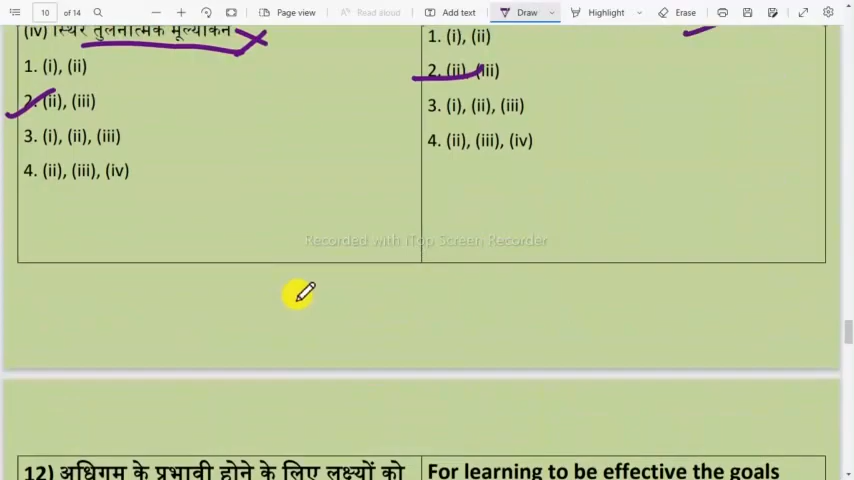 10 of 14
Page view
Read aloud
Add text
Draw
Highlight
Erase
(iv) स्थिर तुलनात्मक मूल्यांकन
1. (i), (ii)
2. (ii), (iii)
3. (i), (ii), (iii)
4. (ii), (iii), (iv)
1. (i), (ii)
2. (ii), (iii)
3. (i), (ii), (iii)
4. (ii), (iii), (iv)
Recorded with iTop Screen Recorder
12) अधिगम के प्रभावी होने के लिए लक्ष्यों को
For learning to be effective the goals